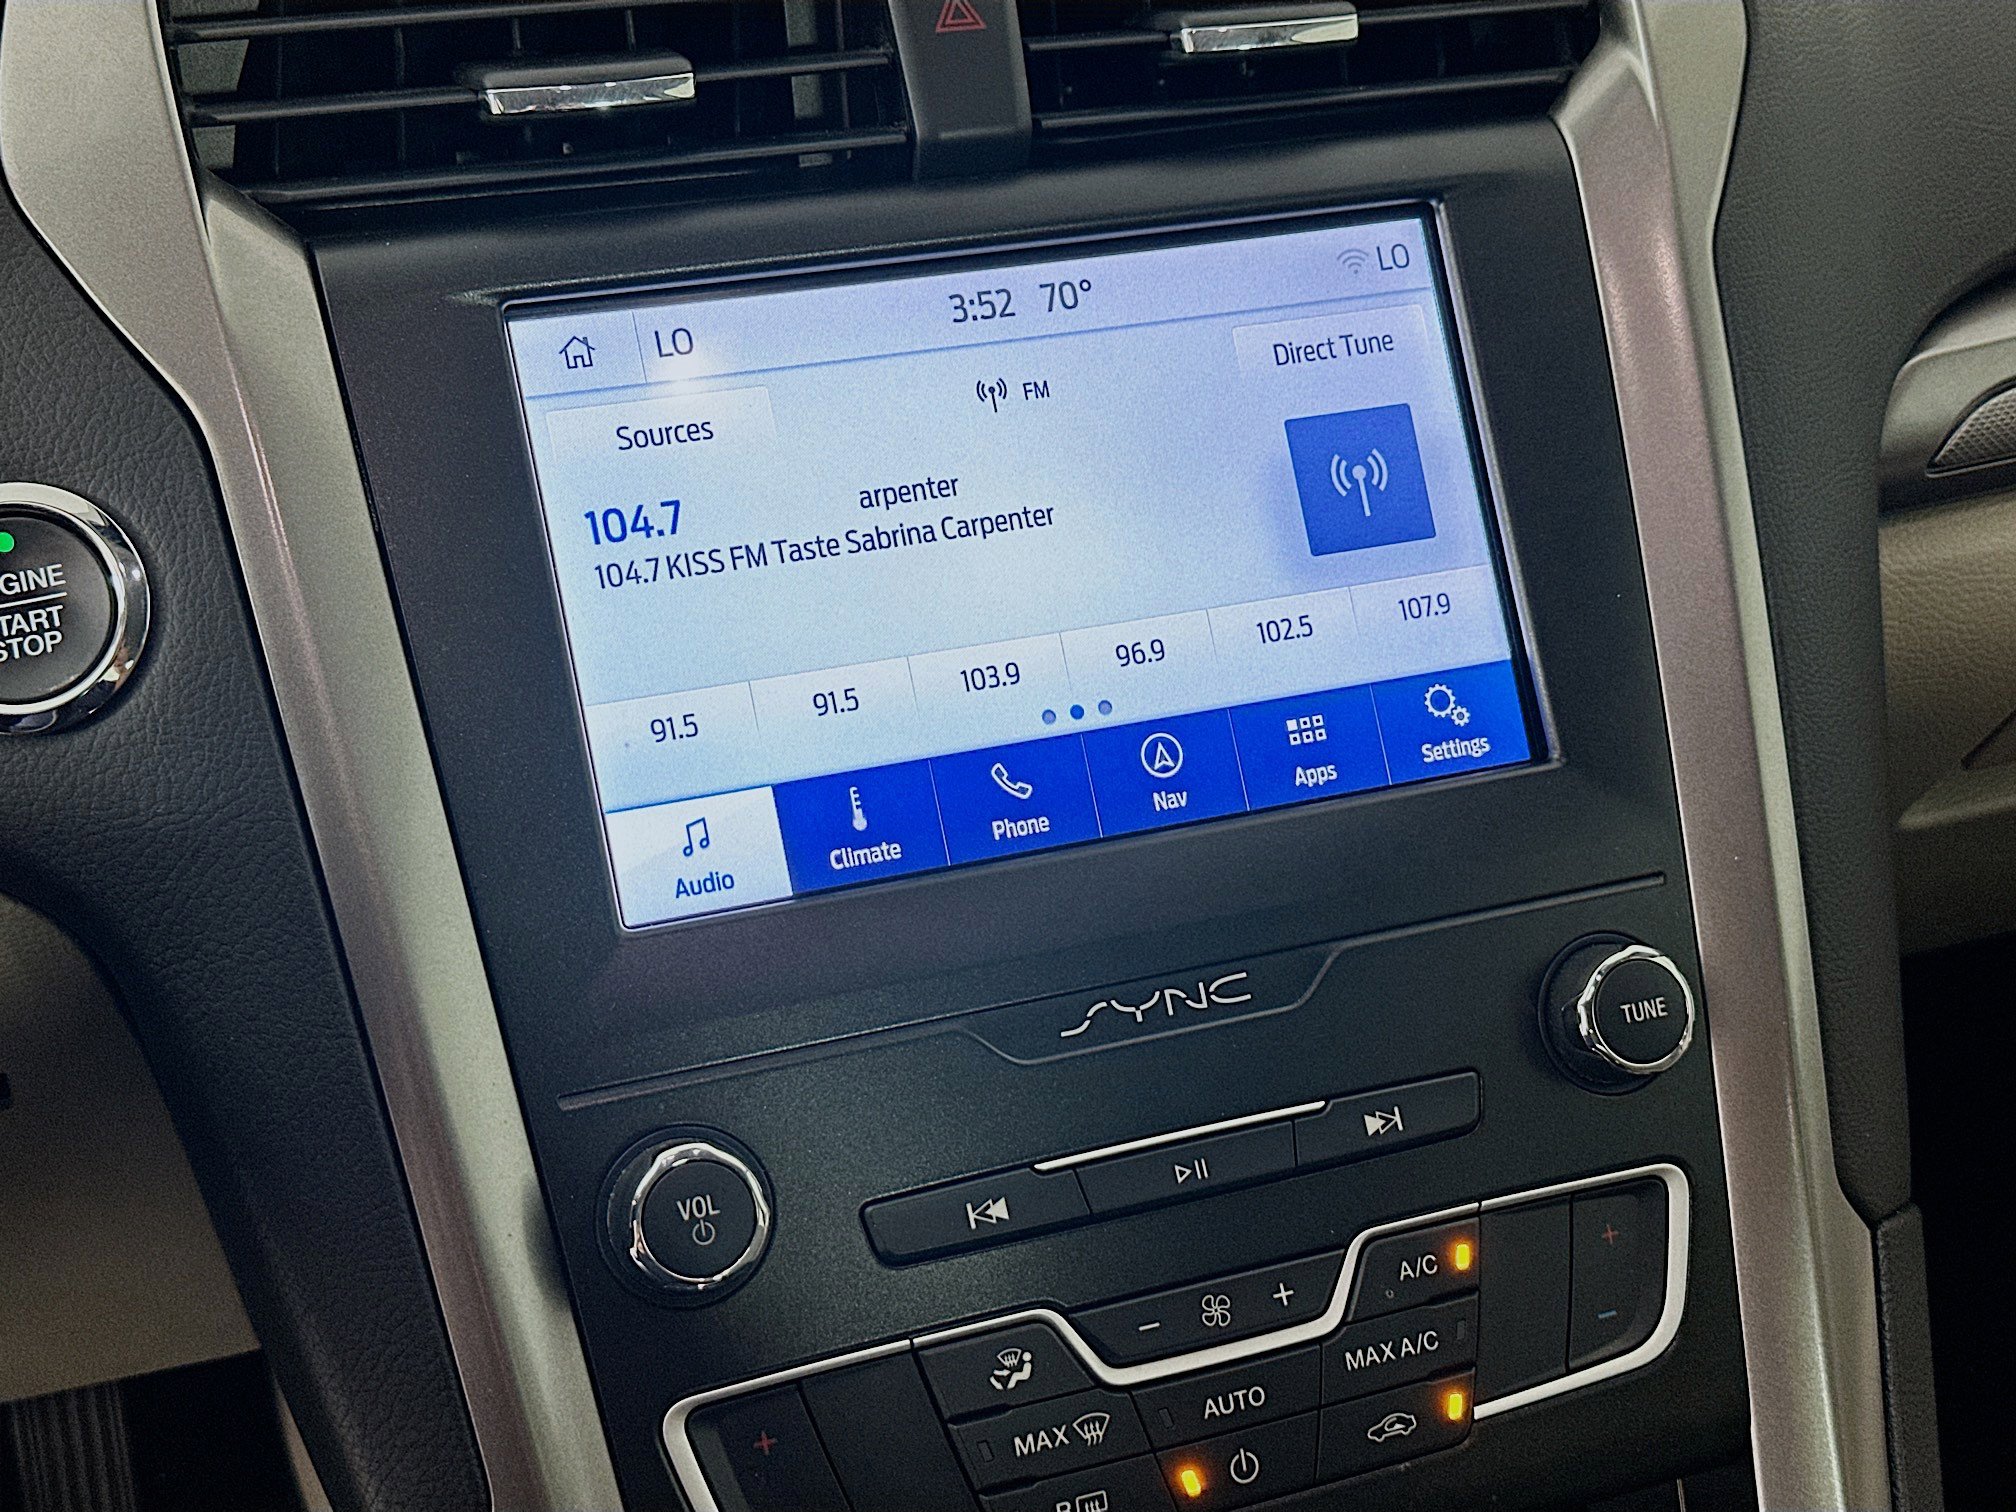 LO
3:52 70°
LO
Sources
FM
Direct Tune
104.7
arpenter
104.7 KISS FM Taste Sabrina Carpenter
91.5
91.5
103.9
96.9
102.5
107.9
Audio
Climate
Phone
Nav
Apps
Settings
GINE
TART
STOP
SYNC
TUNE
VOL
A/C
MAX A/C
AUTO
MAX
R